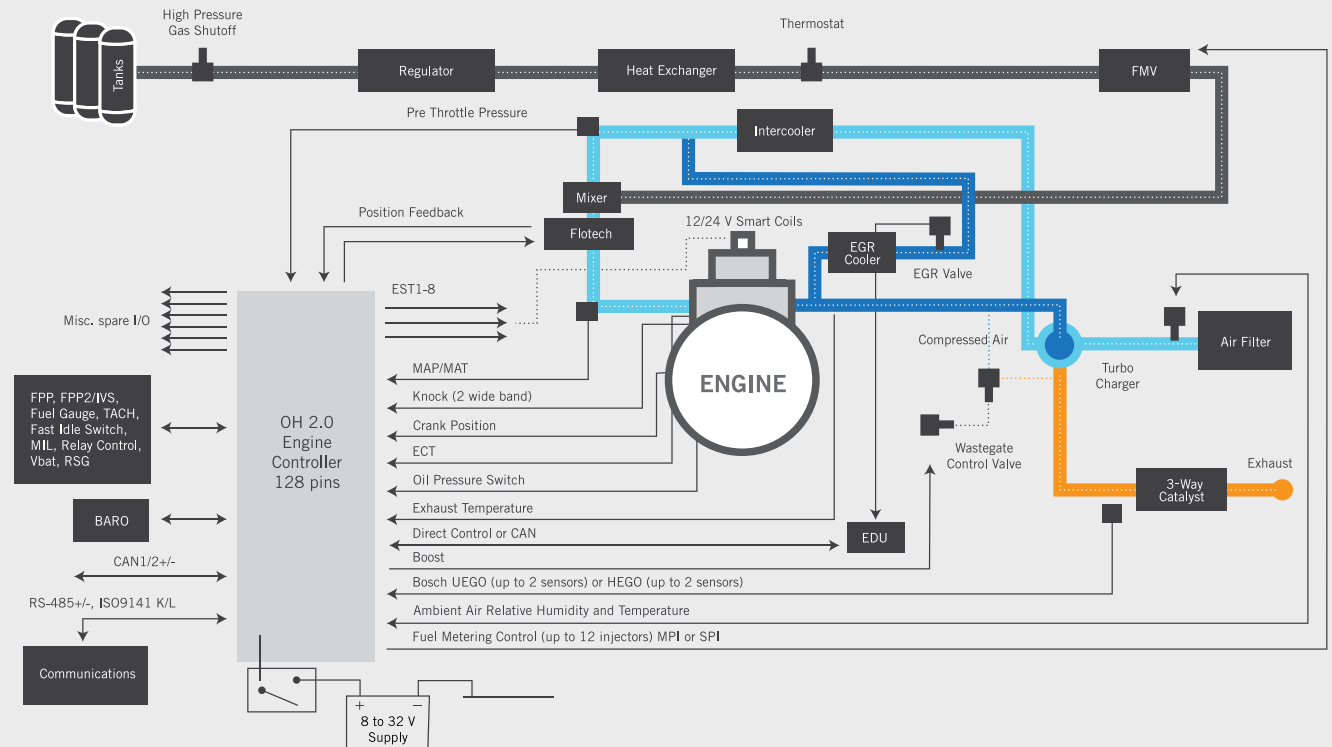 High Pressure
Gas Shutoff
Thermostat
Tanks
Regulator
Heat Exchanger
FMV
Pre Throttle Pressure
Intercooler
Mixer
Position Feedback
12/24 V Smart Coils
Flotech
EGR
Cooler
EGR Valve
EST1-8
Misc. spare I/O
Compressed Air
Air Filter
Turbo
Charger
MAP/MAT
ENGINE
FPP, FPP2/IVS,
Fuel Gauge, TACH,
Fast Idle Switch,
MIL, Relay Control,
Vbat, RSG
Knock (2 wide band)
OH 2.0
Engine
Controller
128 pins
Crank Position
ECT
Wastegate
Control Valve
Exhaust
Oil Pressure Switch
3-Way
Catalyst
Exhaust Temperature
BARO
Direct Control or CAN
EDU
Boost
CAN1/2+/-
Bosch UEGO (up to 2 sensors) or HEGO (up to 2 sensors)
RS-485+/-, ISO9141 K/L
Ambient Air Relative Humidity and Temperature
Fuel Metering Control (up to 12 injectors) MPI or SPI
Communications
+ −
8 to 32 V
Supply